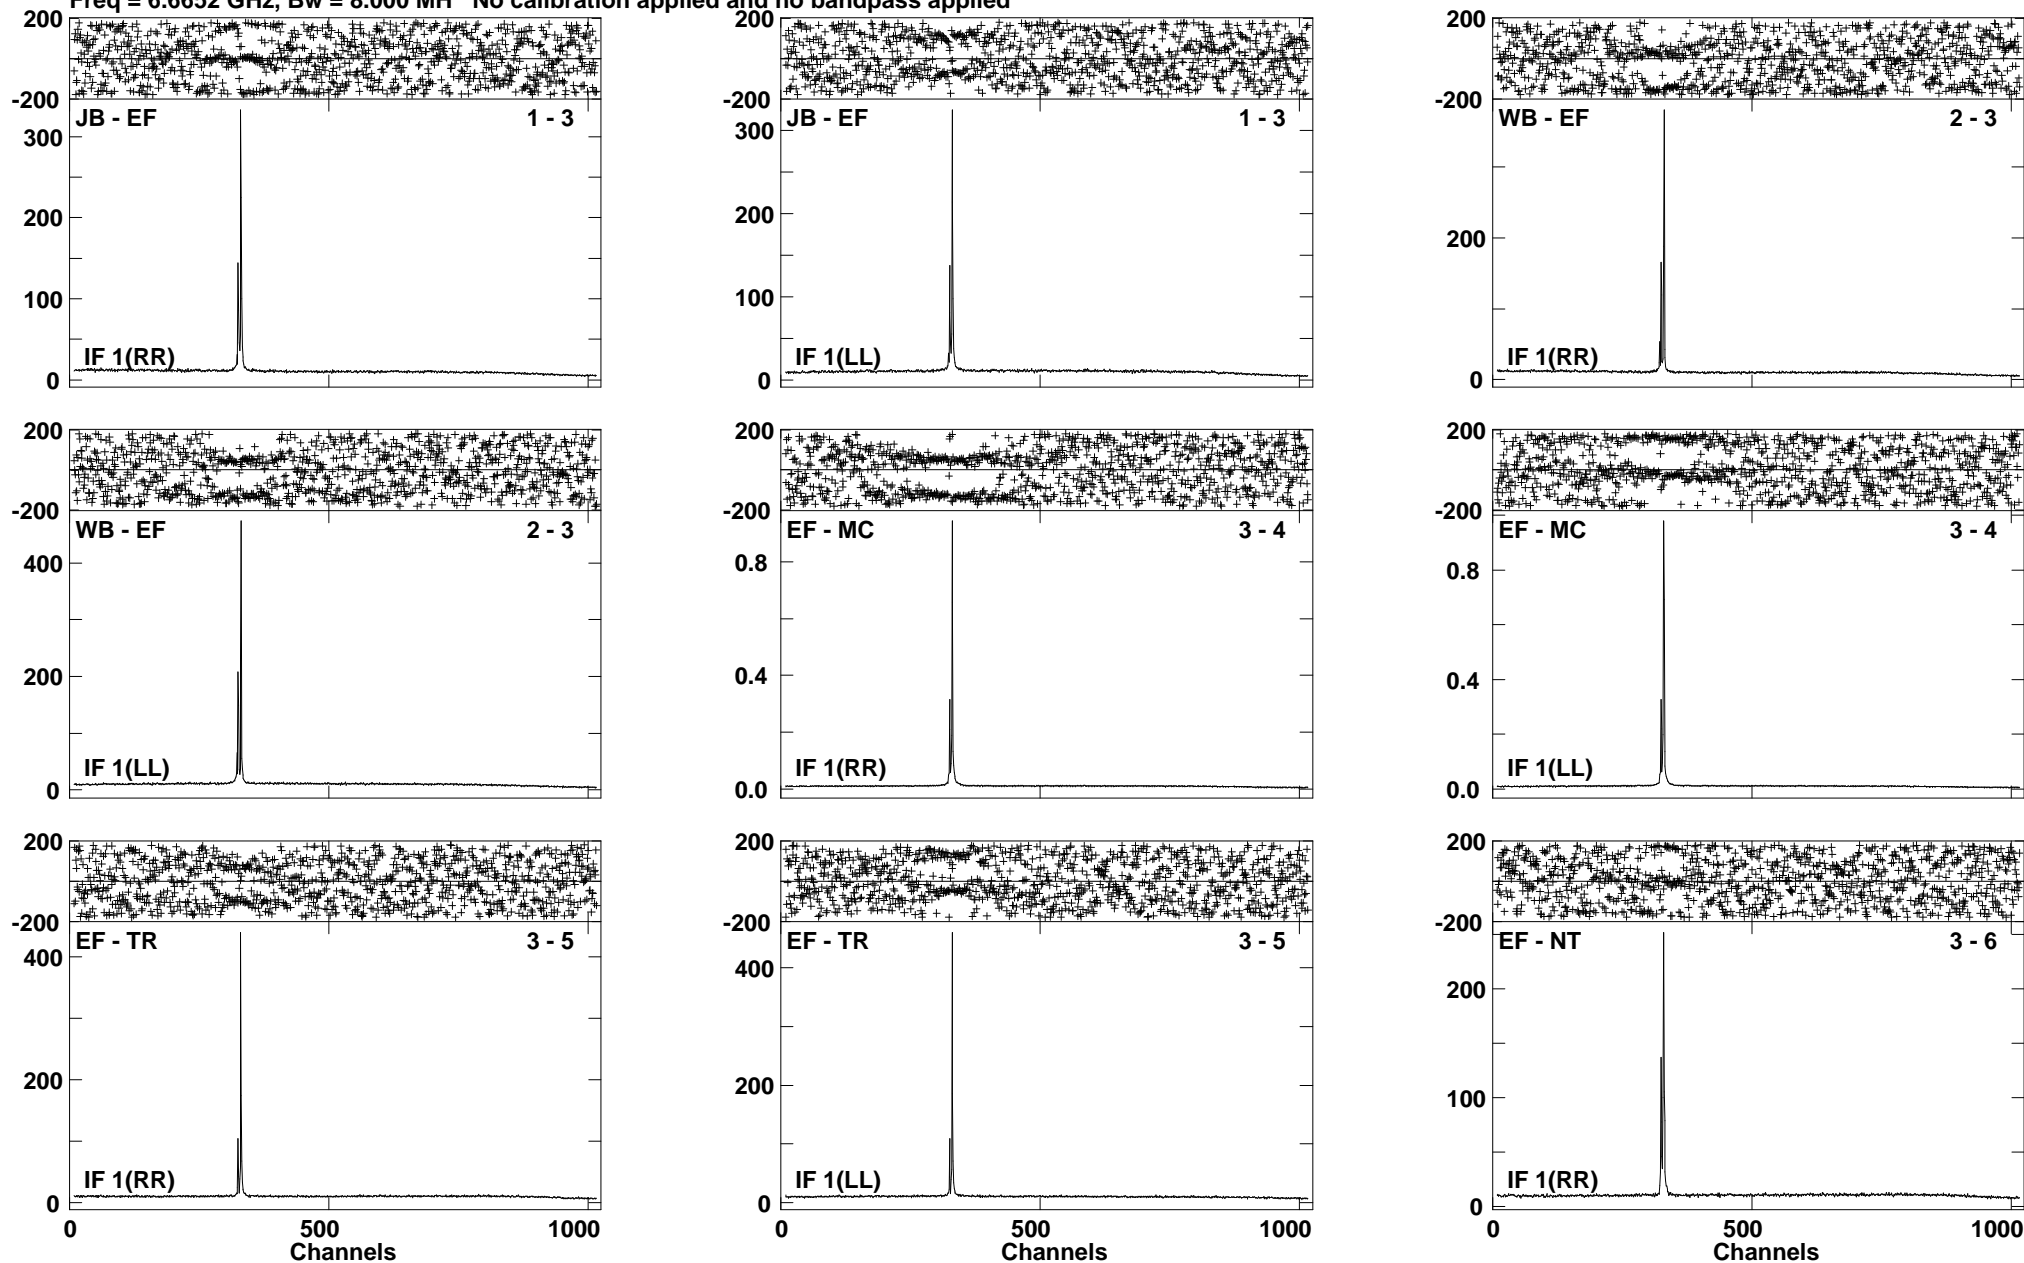 Freq = 6.6652 GHz, Bw = 8.000 MH No calibration applied and no bandpass applied
200 200 200
-200 -200 -200
JB - EF 1 - 3 JB - EF 1 - 3 WB - EF 2 - 3
300 300
200 200 200
100 100
IF 1(RR) IF 1(LL) IF 1(RR)
0 0 0
200 200 200
-200 -200 -200
WB - EF 2 - 3 EF - MC 3 - 4 EF - MC 3 - 4
400 0.8 0.8
200 0.4 0.4
IF 1(LL) IF 1(RR) IF 1(LL)
0 0.0 0.0
200 200 200
-200 -200 -200
EF - TR 3 - 5 EF - TR 3 - 5 EF - NT 3 - 6
400 400 200
200 200 100
IF 1(RR) IF 1(LL) IF 1(RR)
0 0 0
0 500 1000 0 500 1000 0 500 1000
Channels Channels Channels